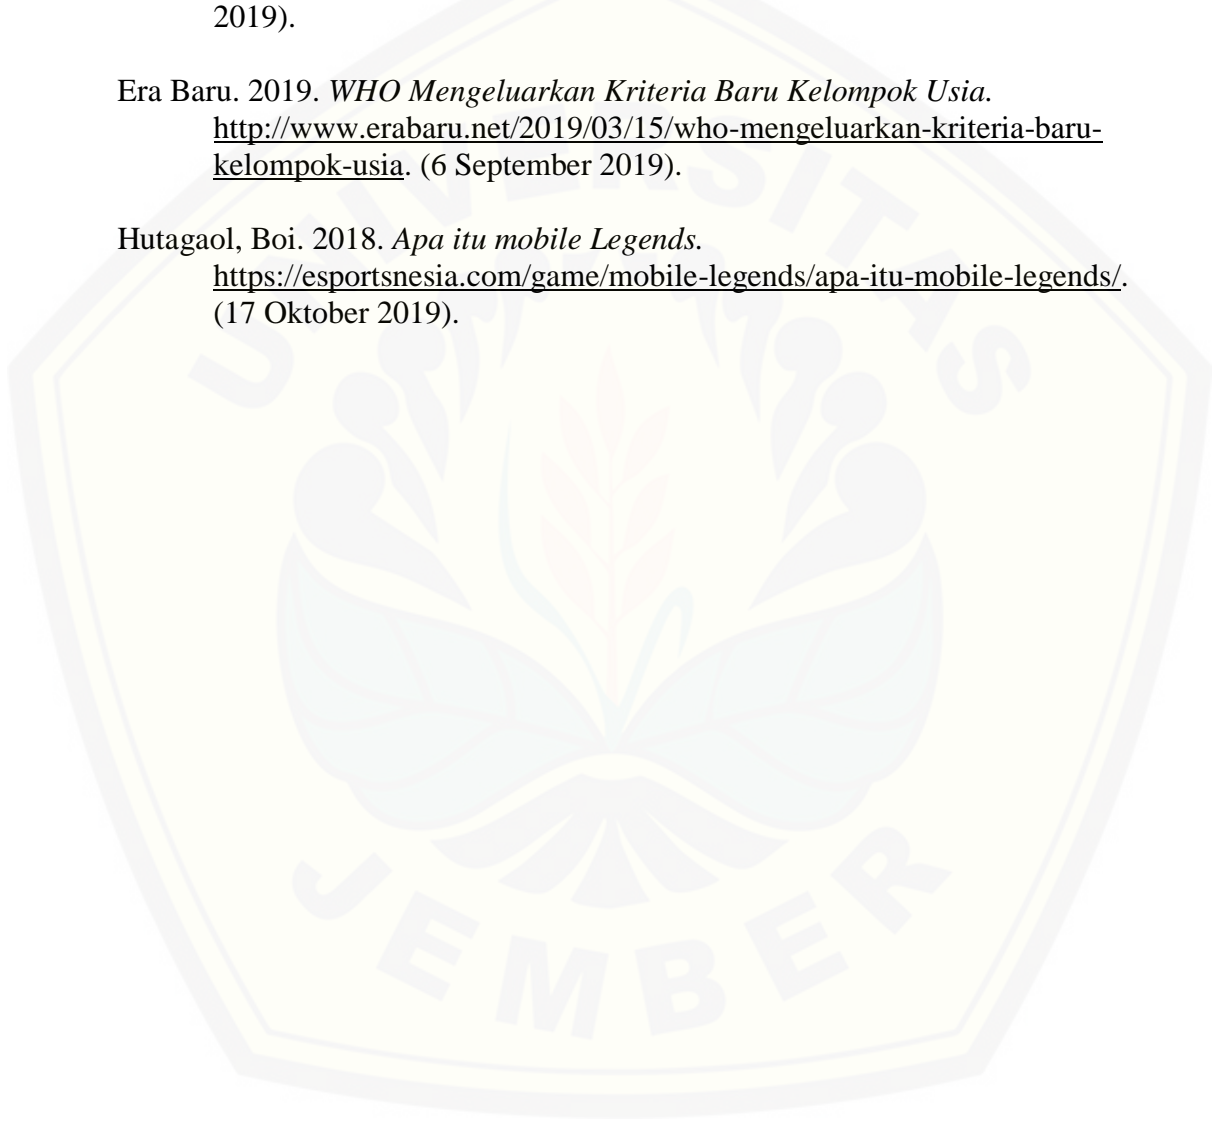 2019).
Era Baru. 2019. WHO Mengeluarkan Kriteria Baru Kelompok Usia.
http://www.erabaru.net/2019/03/15/who-mengeluarkan-kriteria-baru-
kelompok-usia. (6 September 2019).
Hutagaol, Boi. 2018. Apa itu mobile Legends.
https://esportsnesia.com/game/mobile-legends/apa-itu-mobile-legends/.
(17 Oktober 2019).
UNIVERSITAS
JEMBER